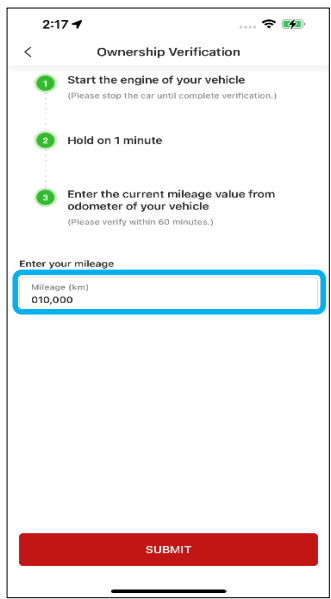 2:17
Ownership Verification
1
Start the engine of your vehicle
(Please stop the car until complete verification.)
2
Hold on 1 minute
3
Enter the current mileage value from
odometer of your vehicle
(Please verify within 60 minutes.)
Enter your mileage
Mileage (km)
010,000
SUBMIT